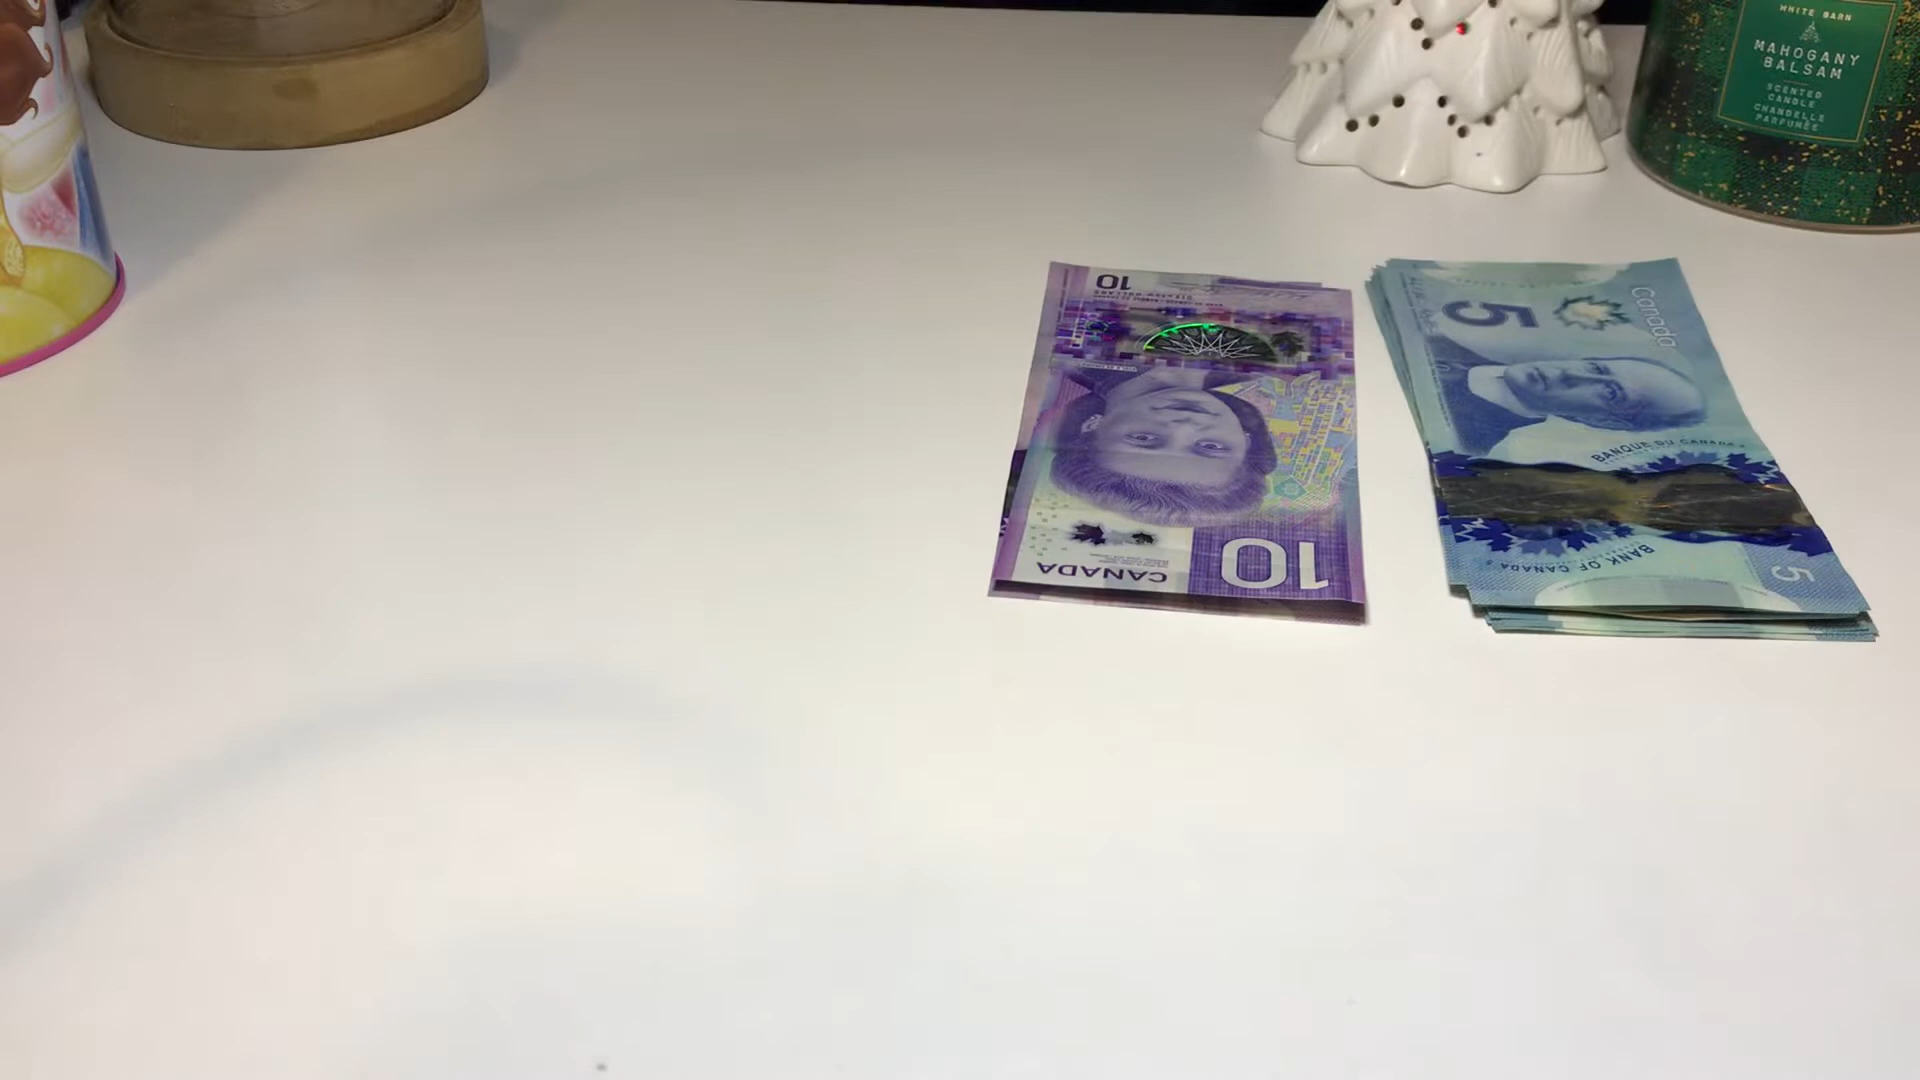 WHITE BARN
MAHOGANY
BALSAM
SCENTED
CANDLE
CHANDELLE
PARFUMÉE
10
CANADA
10
5
Canada
BANQUE DU CANADA
BANK OF CANADA
5